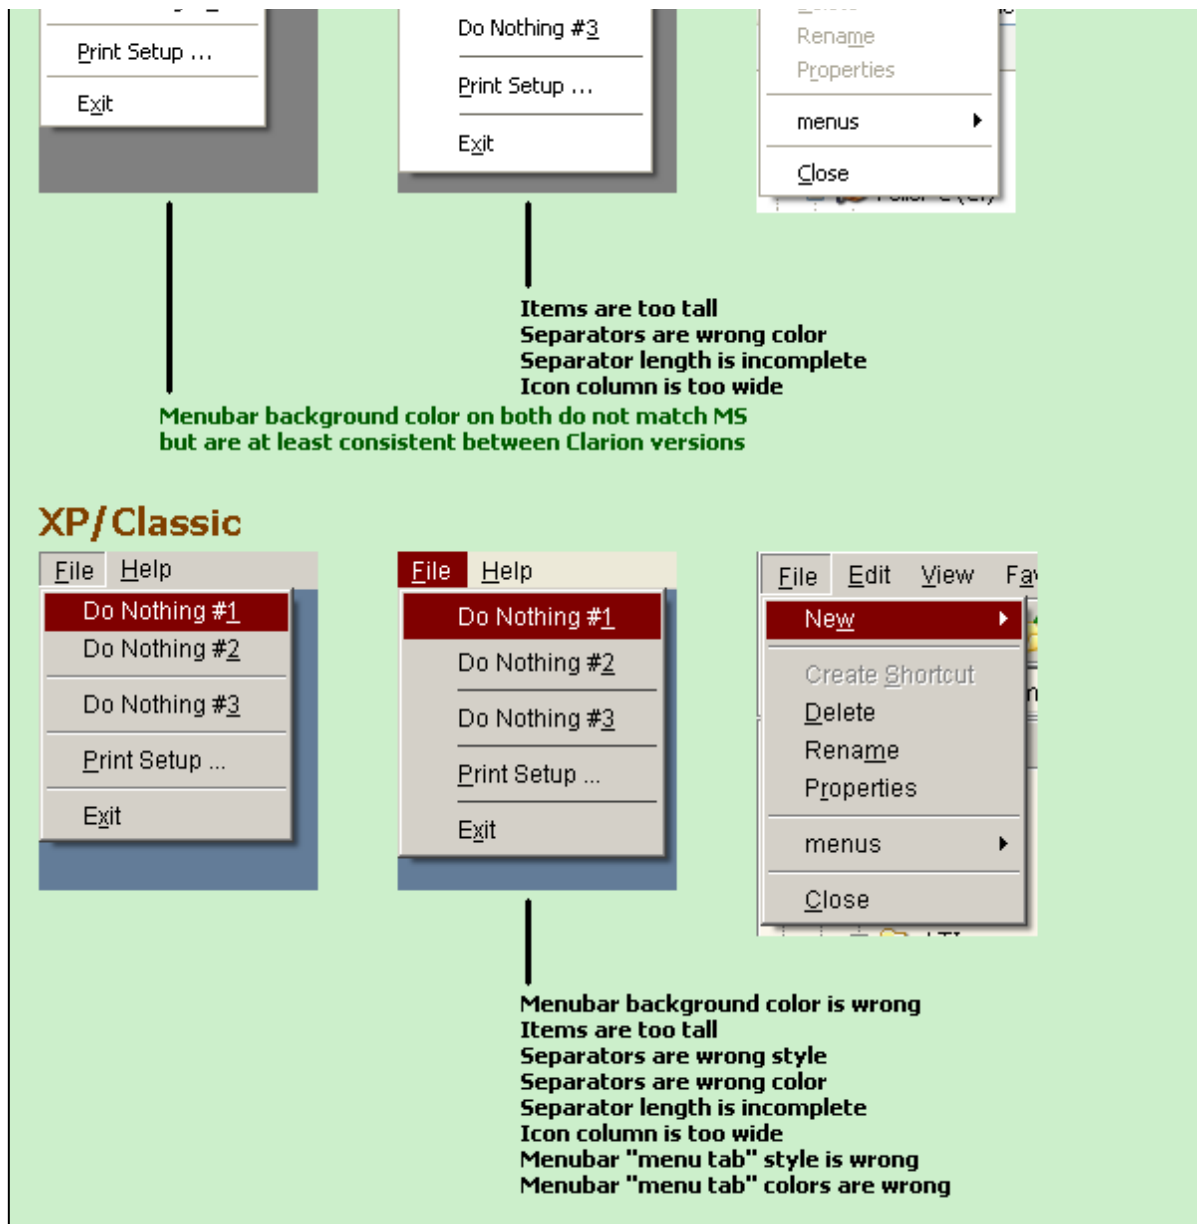 Print Setup ...
Exit
Do Nothing #3
Print Setup ...
Exit
Rename
Properties
menus
Close
Items are too tall
Separators are wrong color
Separator length is incomplete
Icon column is too wide
Menubar background color on both do not match MS
but are at least consistent between Clarion versions
XP/Classic
File Help
Do Nothing #1
Do Nothing #2
Do Nothing #3
Print Setup ...
Exit
File Help
Do Nothing #1
Do Nothing #2
Do Nothing #3
Print Setup ...
Exit
File Edit View
New
Create Shortcut
Delete
Rename
Properties
menus
Close
Menubar background color is wrong
Items are too tall
Separators are wrong style
Separators are wrong color
Separator length is incomplete
Icon column is too wide
Menubar "menu tab" style is wrong
Menubar "menu tab" colors are wrong